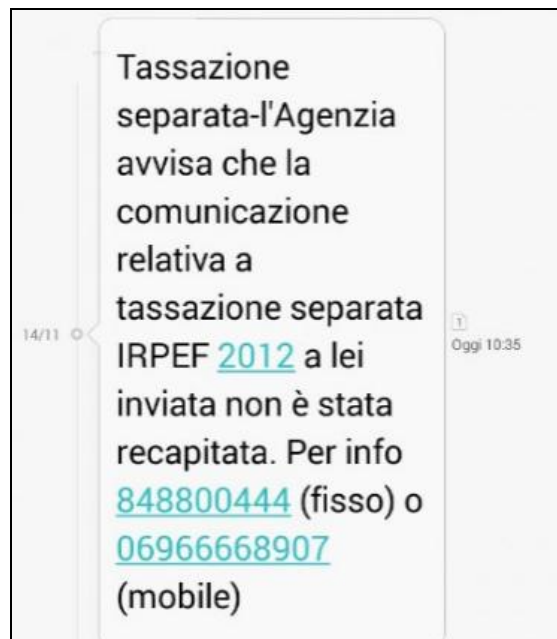 Tassazione
separata-l'Agenzia
avvisa che la
comunicazione
relativa a
tassazione separata
IRPEF 2012 a lei
inviata non è stata
recapitata. Per info
848800444 (fisso) o
06966668907
(mobile)
14/11
1
Oggi 10:35